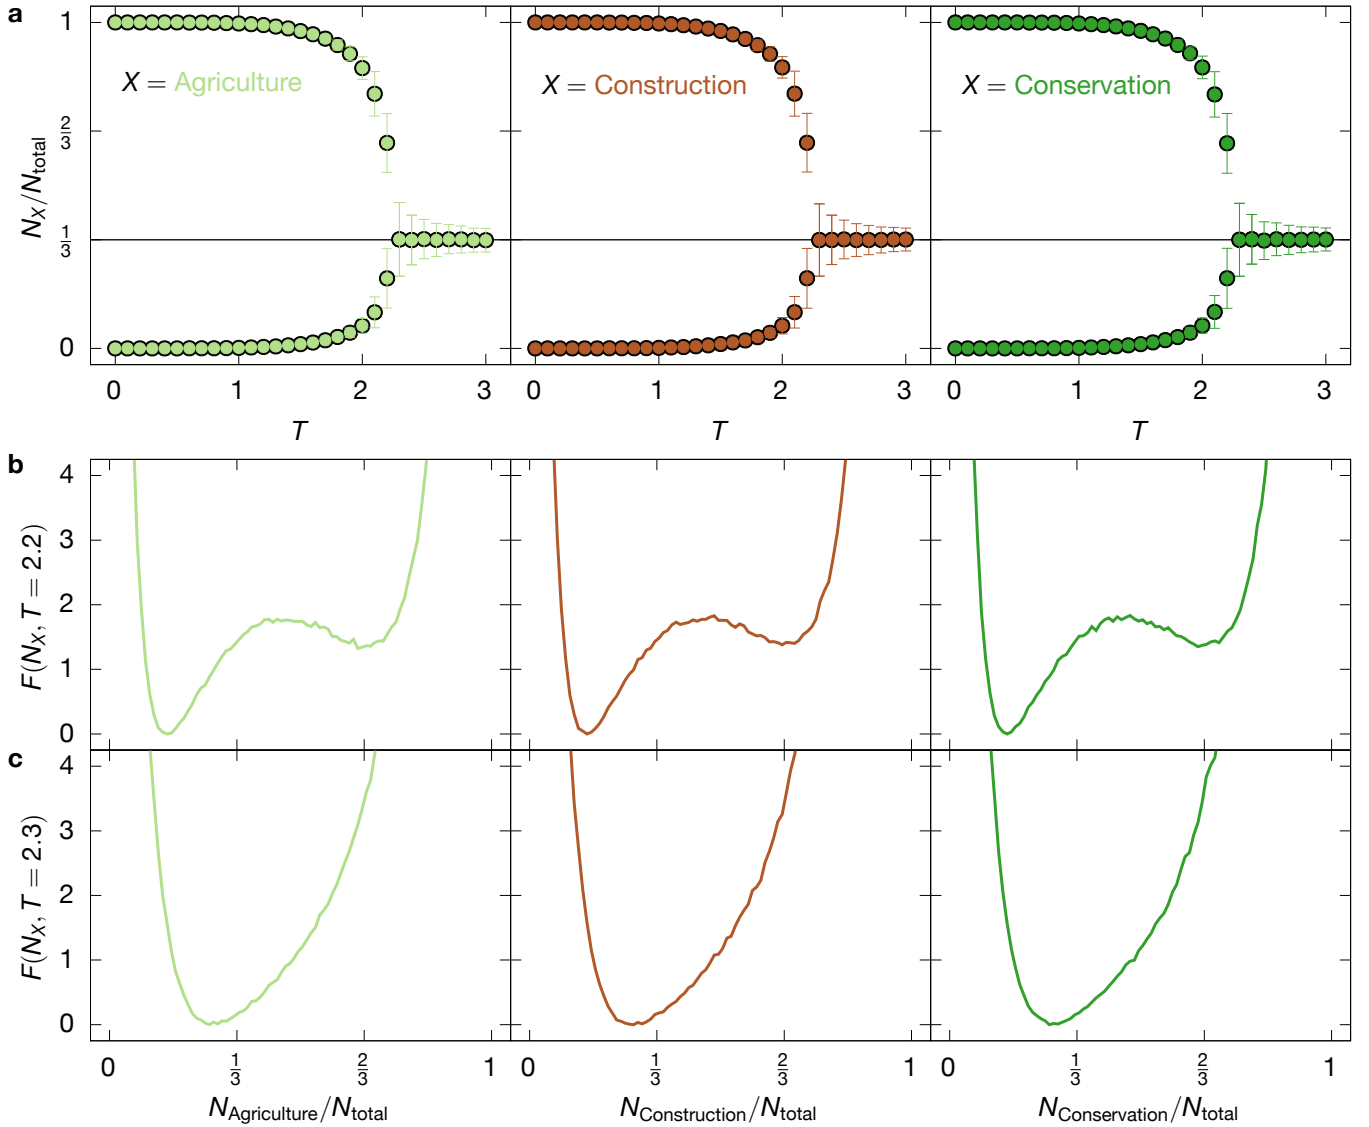 a
X = Agriculture
X = Construction
X = Conservation
N_X/N_total
1
2/3
1/3
0
0 1 2 3
0 1 2 3
0 1 2 3
T
T
T
b
F(N_X, T = 2.2)
4
3
2
1
0
c
F(N_X, T = 2.3)
4
3
2
1
0
0 1/3 2/3 1
0 1/3 2/3 1
0 1/3 2/3 1
N_Agriculture/N_total
N_Construction/N_total
N_Conservation/N_total